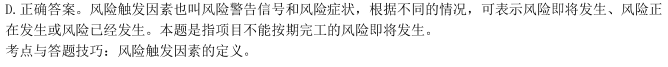 D.正确答案。风险触发因素也叫风险警告信号和风险症状，根据不同的情况，可表示风险即将发生、风险正
在发生或风险已经发生。本题是指项目不能按期完工的风险即将发生。
考点与答题技巧：风险触发因素的定义。